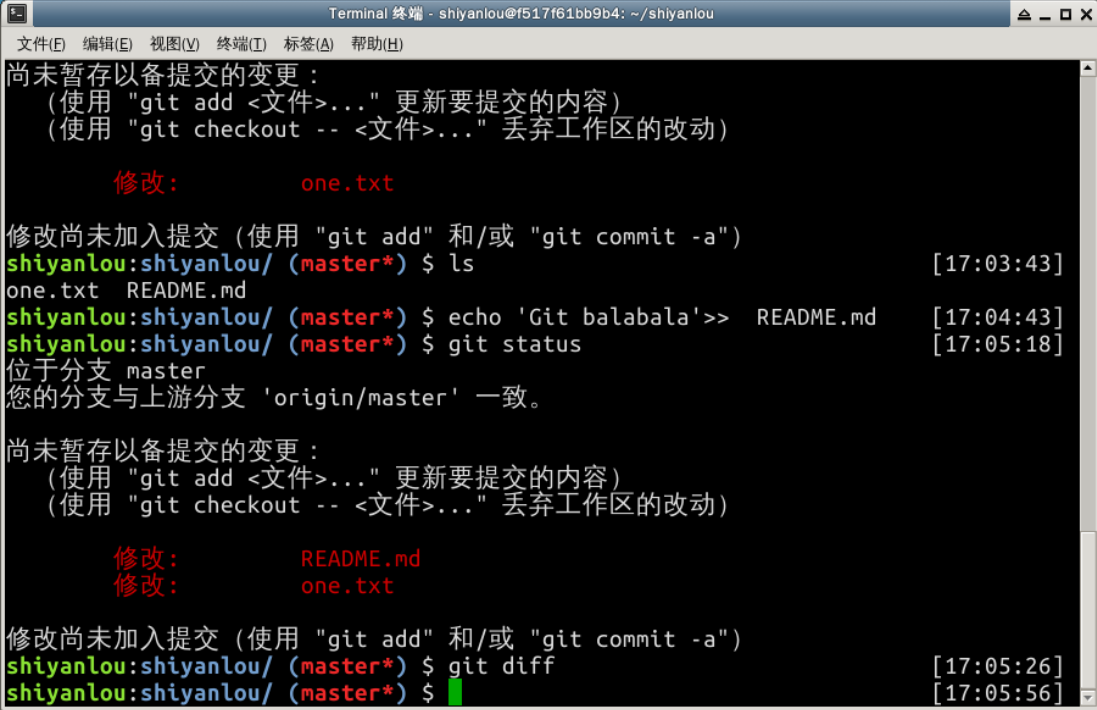 Terminal 终端 - shiyanlou@f517f61bb9b4: ~/shiyanlou
文件(F) 编辑(E) 视图(V) 终端(T) 标签(A) 帮助(H)
尚未暂存以备提交的变更：
（使用 "git add <文件>..." 更新要提交的内容）
（使用 "git checkout -- <文件>..." 丢弃工作区的改动）
修改: one.txt
修改尚未加入提交（使用 "git add" 和/或 "git commit -a"）
shiyanlou:shiyanlou/ (master*) $ ls [17:03:43]
one.txt README.md
shiyanlou:shiyanlou/ (master*) $ echo 'Git balabala'>>  README.md [17:04:43]
shiyanlou:shiyanlou/ (master*) $ git status [17:05:18]
位于分支 master
您的分支与上游分支 'origin/master' 一致。
尚未暂存以备提交的变更：
（使用 "git add <文件>..." 更新要提交的内容）
（使用 "git checkout -- <文件>..." 丢弃工作区的改动）
修改: README.md
修改: one.txt
修改尚未加入提交（使用 "git add" 和/或 "git commit -a"）
shiyanlou:shiyanlou/ (master*) $ git diff [17:05:26]
shiyanlou:shiyanlou/ (master*) $ [17:05:56]